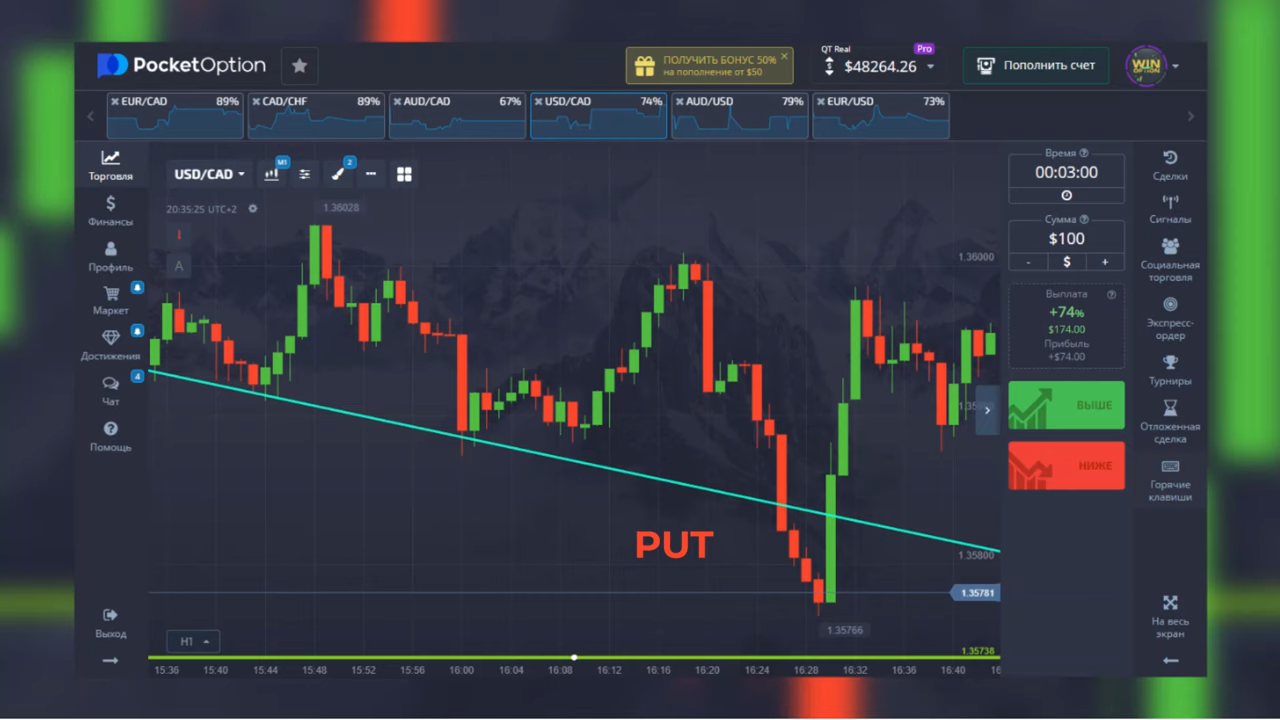 PocketOption
ПОЛУЧИТЬ БОНУС 50%
на пополнение от $50
QT Real
Pro
$48264.26
Пополнить счет
WIN
OPTION
EUR/CAD 89%
CAD/CHF 89%
AUD/CAD 67%
USD/CAD 74%
AUD/USD 79%
EUR/USD 73%
Торговля
Финансы
Профиль
Маркет
Достижения
4
Чат
Помощь
Выход
USD/CAD
M1
2
20:35:25 UTC+2
A
1.36028
1.36000
1.35800
1.35781
1.35766
1.35738
PUT
H1
15:36 15:40 15:44 15:48 15:52 15:56 16:00 16:04 16:08 16:12 16:16 16:20 16:24 16:28 16:32 16:36 16:40
Время
00:03:00
Сумма
$100
- $ +
Выплата
+74%
$174.00
Прибыль
+$74.00
ВЫШЕ
НИЖЕ
Сделки
Сигналы
Социальная
торговля
Экспресс-
ордер
Турниры
Отложенная
сделка
Горячие
клавиши
На весь
экран